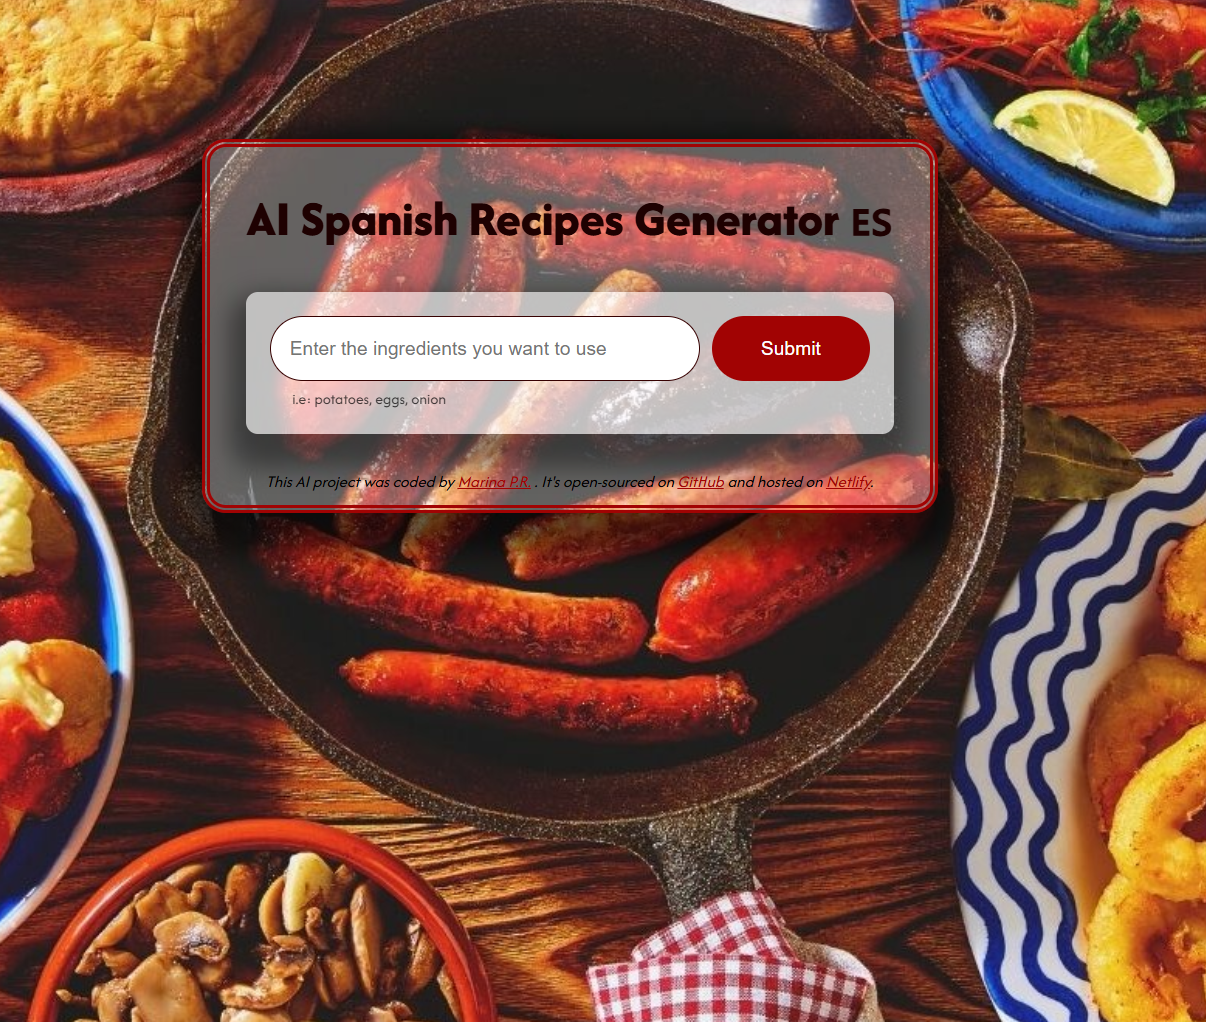 AI Spanish Recipes Generator ES
Enter the ingredients you want to use
Submit
i.e: potatoes, eggs, onion
This AI project was coded by Marina P.R. . It's open-sourced on GitHub and hosted on Netlify.